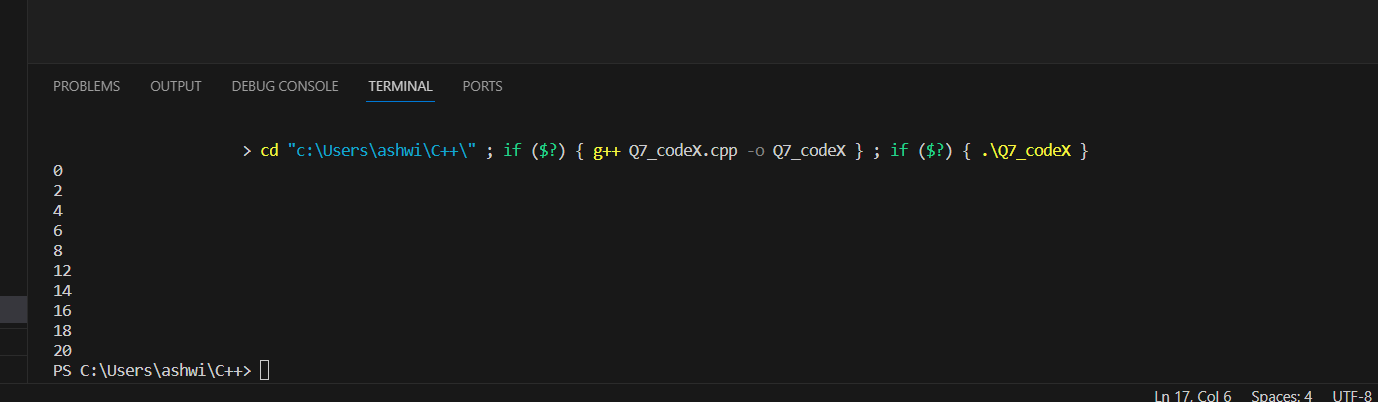 PROBLEMS OUTPUT DEBUG CONSOLE TERMINAL PORTS
> cd "c:\Users\ashwi\C++\" ; if ($?) { g++ Q7_codeX.cpp -o Q7_codeX } ; if ($?) { .\Q7_codeX }
0
2
4
6
8
12
14
16
18
20
PS C:\Users\ashwi\C++>
Ln 17, Col 6 Spaces: 4 UTF-8